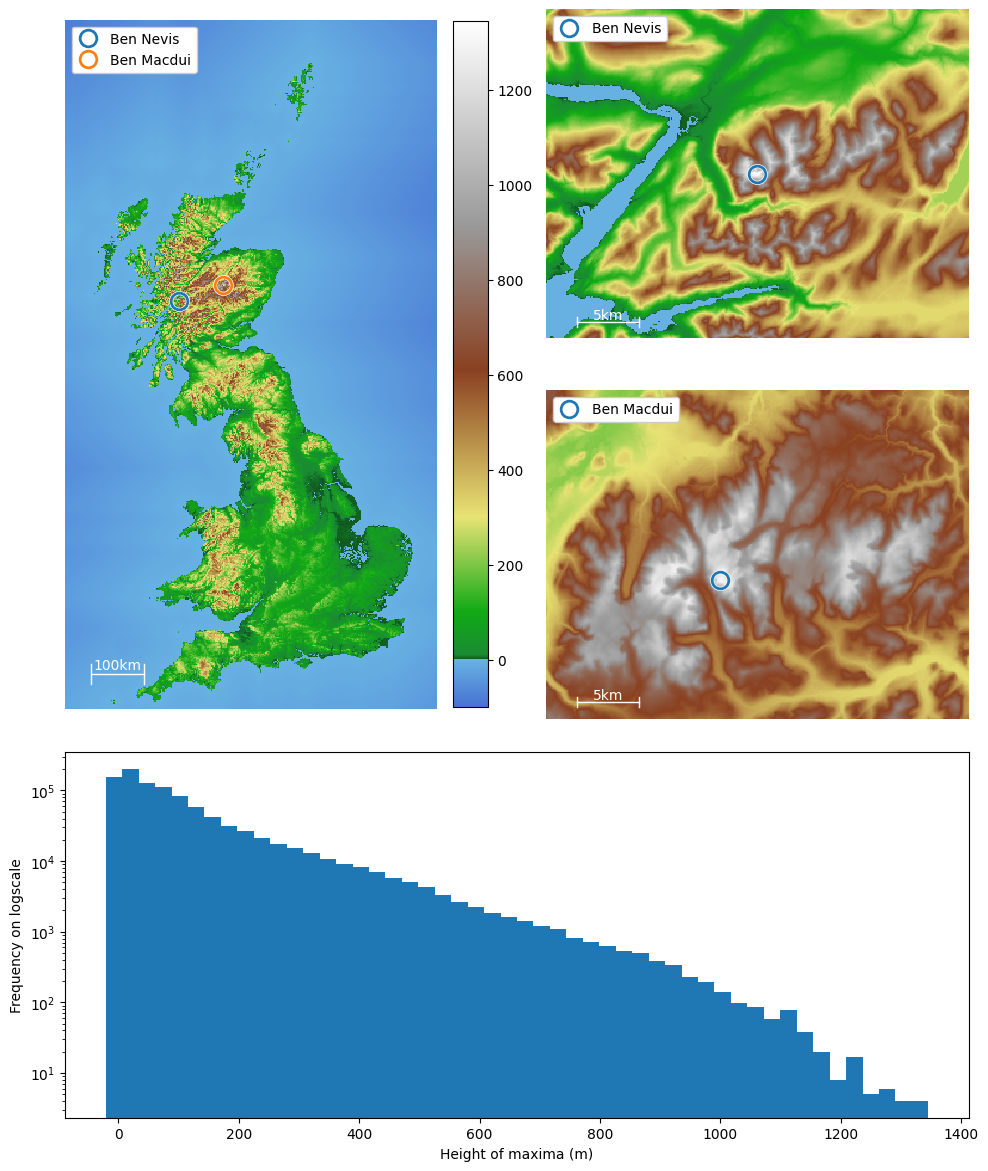 Ben Nevis
Ben Macdui
100km
1200
1000
800
600
400
200
0
Ben Nevis
5km
Ben Macdui
5km
Frequency on logscale
10^5
10^4
10^3
10^2
10^1
0 200 400 600 800 1000 1200 1400
Height of maxima (m)